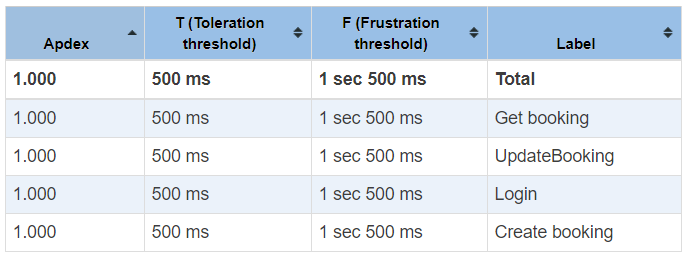 Apdex T (Toleration threshold) F (Frustration threshold) Label
1.000 500 ms 1 sec 500 ms Total
1.000 500 ms 1 sec 500 ms Get booking
1.000 500 ms 1 sec 500 ms UpdateBooking
1.000 500 ms 1 sec 500 ms Login
1.000 500 ms 1 sec 500 ms Create booking